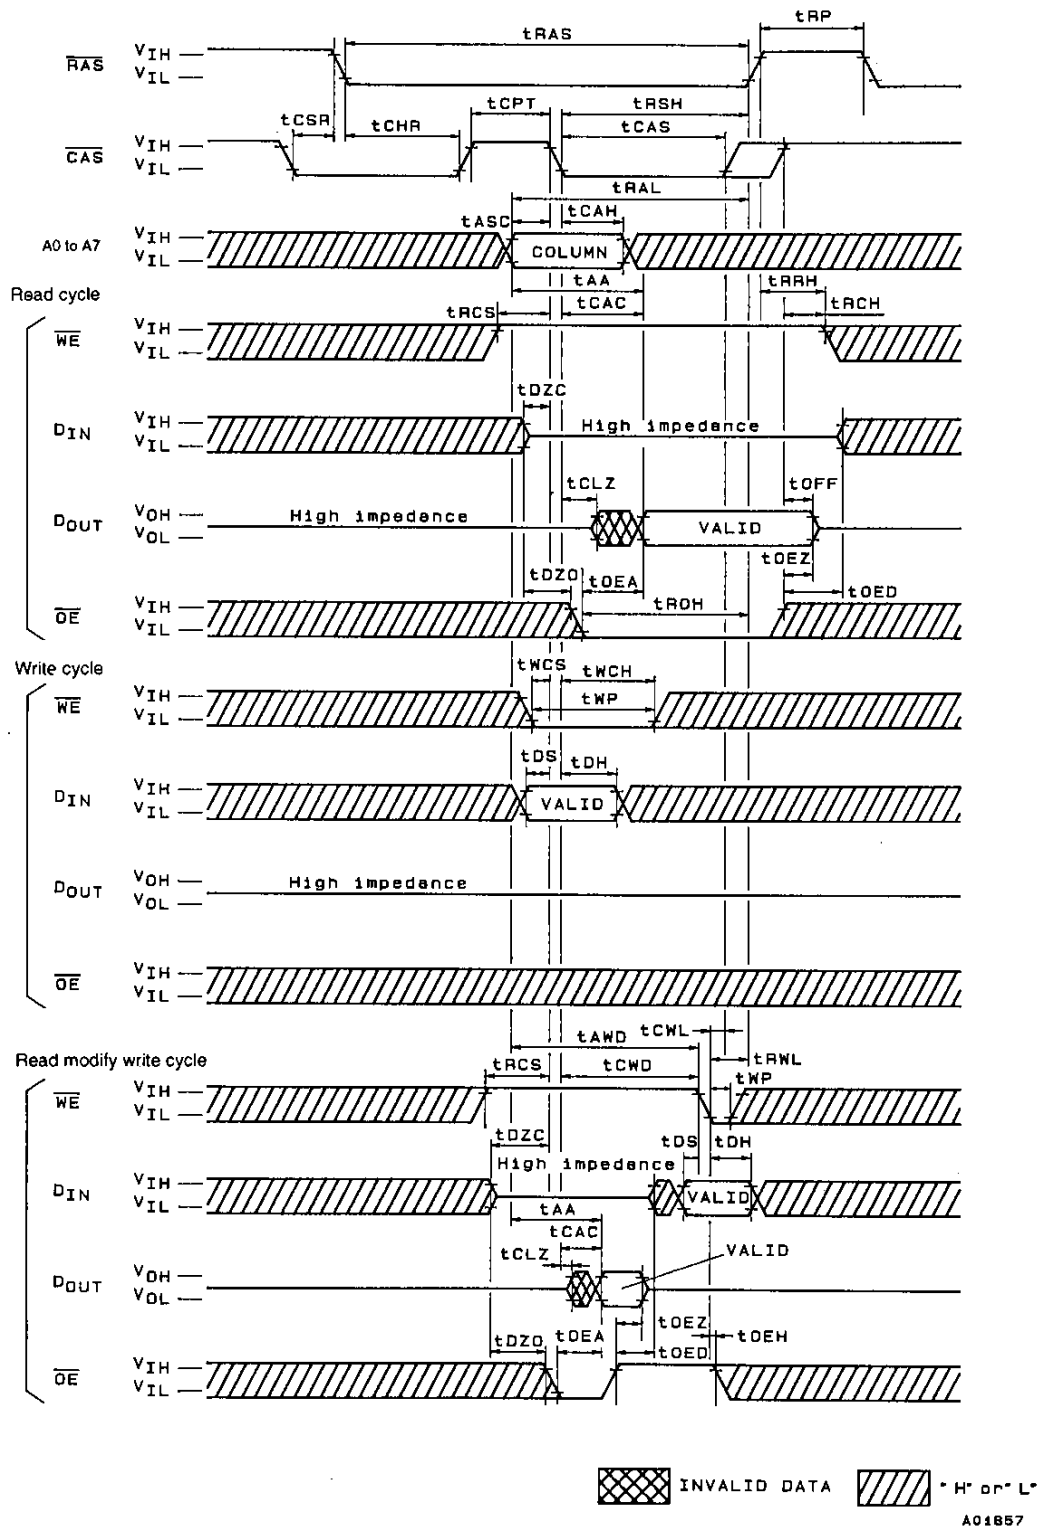 tRP
tRAS
RAS VIH
VIL
tCPT tRSH
tCSR tCHR tCAS
CAS VIH
VIL
tRAL
tASC tCAH
A0 to A7 VIH
VIL COLUMN
tAA tRRH
Read cycle
tRCS tCAC tRCH
WE VIH
VIL
tDZC
DIN VIH
VIL High impedance
tCLZ tOFF
DOUT VOH
VOL High impedance VALID
tOEZ
tDZO tOEA tOED
OE VIH tROH
VIL
Write cycle
tWCS tWCH
WE VIH tWP
VIL
tDS tDH
DIN VIH
VIL VALID
DOUT VOH High impedance
VOL
OE VIH
VIL
tAWD tCWL
Read modify write cycle
tRCS tCWD tRWL
WE VIH tWP
VIL
tDZC tDS tDH
High impedance
DIN VIH
VIL VALID
tAA
tCAC
tCLZ VALID
DOUT VOH
VOL
tOEZ
tDZO tOEA tOED tOEH
OE VIH
VIL
INVALID DATA "H" or "L"
A01857